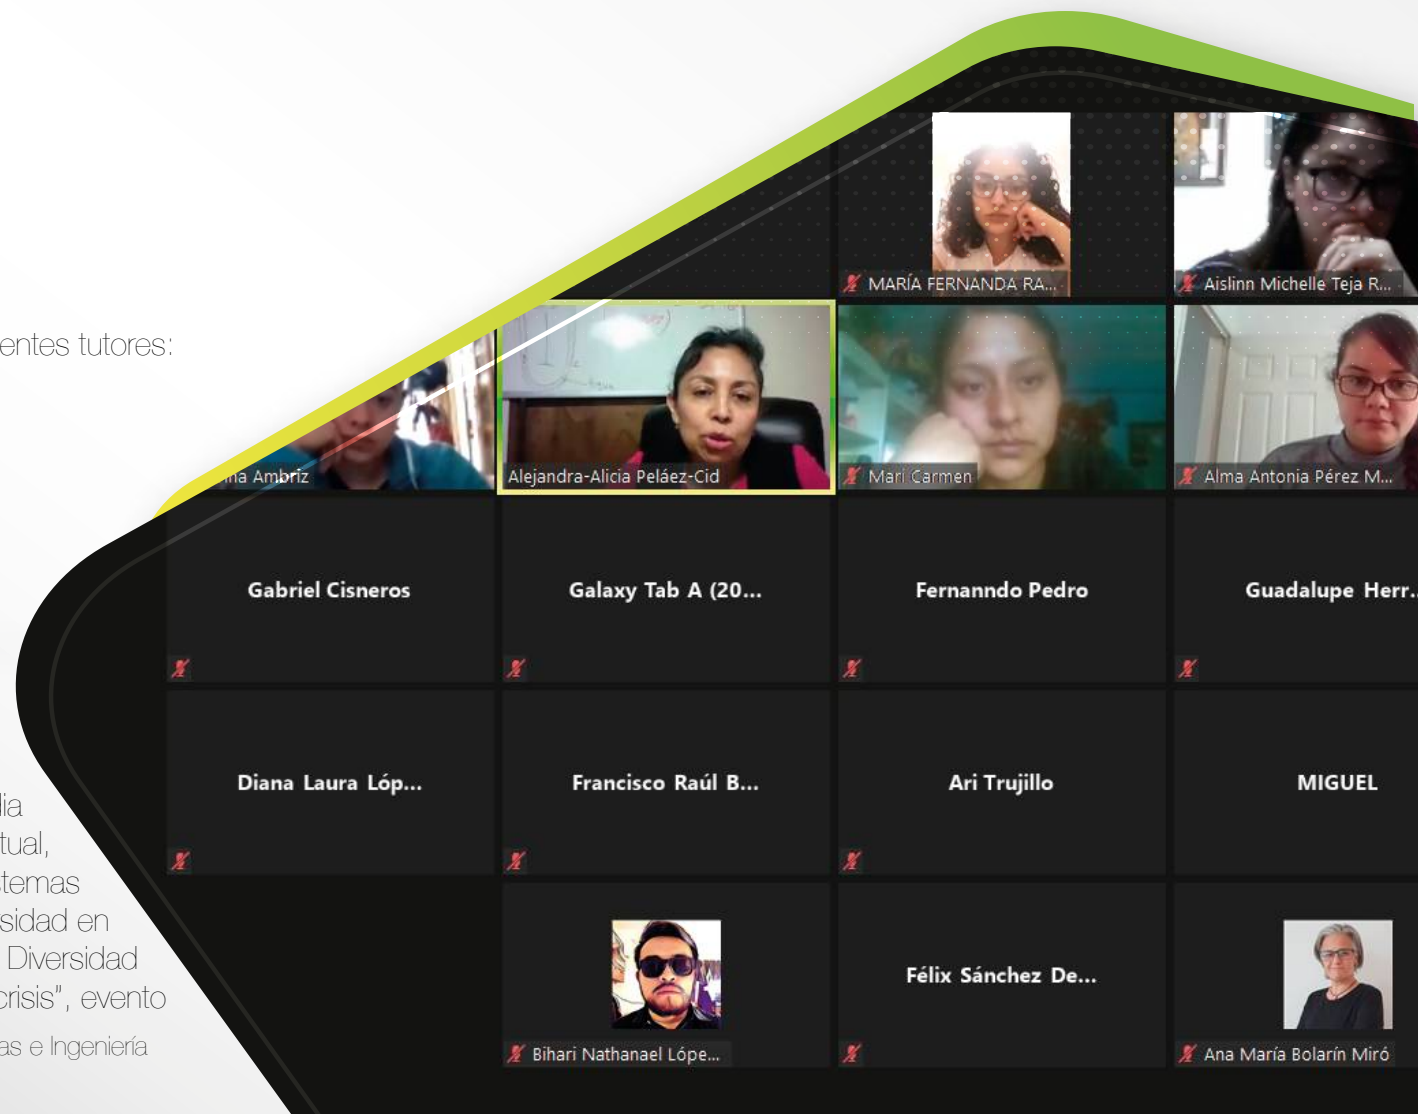 entes tutores:
MARÍA FERNANDA RA...
Aislinn Michelle Teja R...
na Ambriz
Alejandra-Alicia Peláez-Cid
Mari Carmen
Alma Antonia Pérez M...
Gabriel Cisneros
Galaxy Tab A (20...
Fernanndo Pedro
Guadalupe Herr...
Diana Laura Lóp...
Francisco Raúl B...
Ari Trujillo
MIGUEL
Bihari Nathanael Lópe...
Félix Sánchez De...
Ana María Bolarín Miró
dia
tual,
stemas
sidad en
Diversidad
crisis", evento
as e Ingeniería